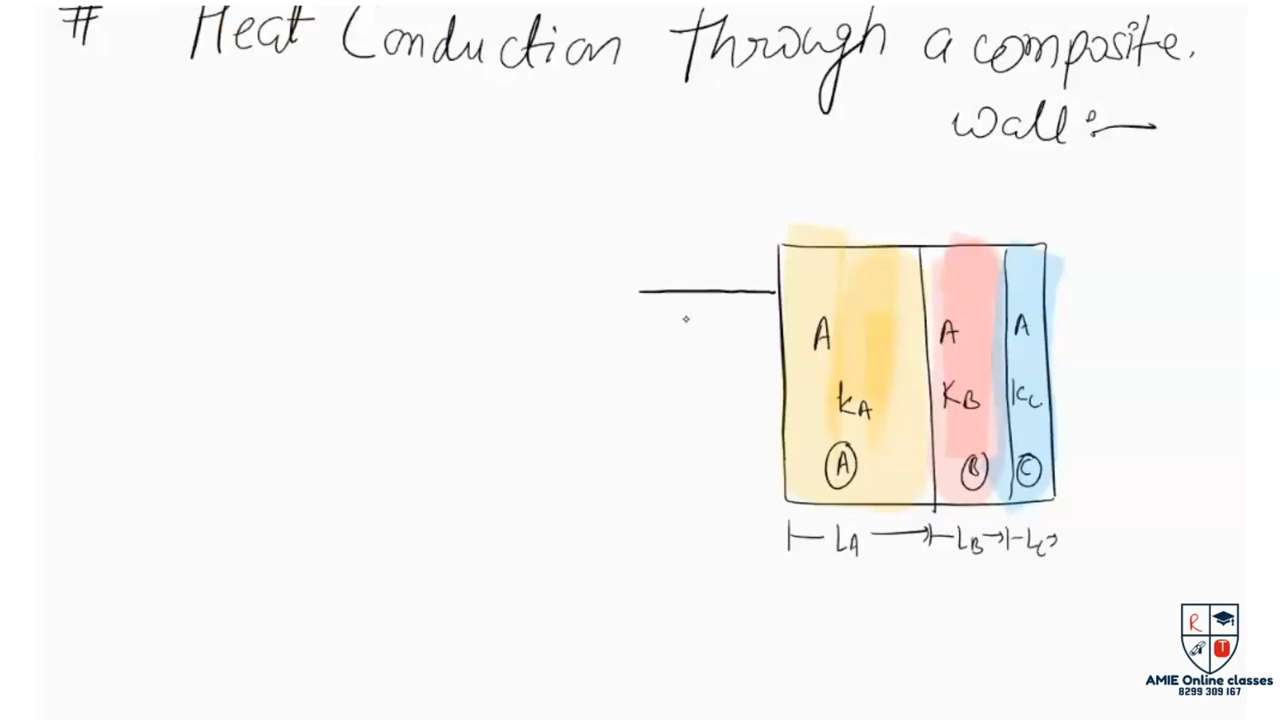 # Heat Conduction through a composite.
wall:→
A A A
kA KB kC
A B C
LA LB LC
R T
AMIE Online classes
8299 309 167